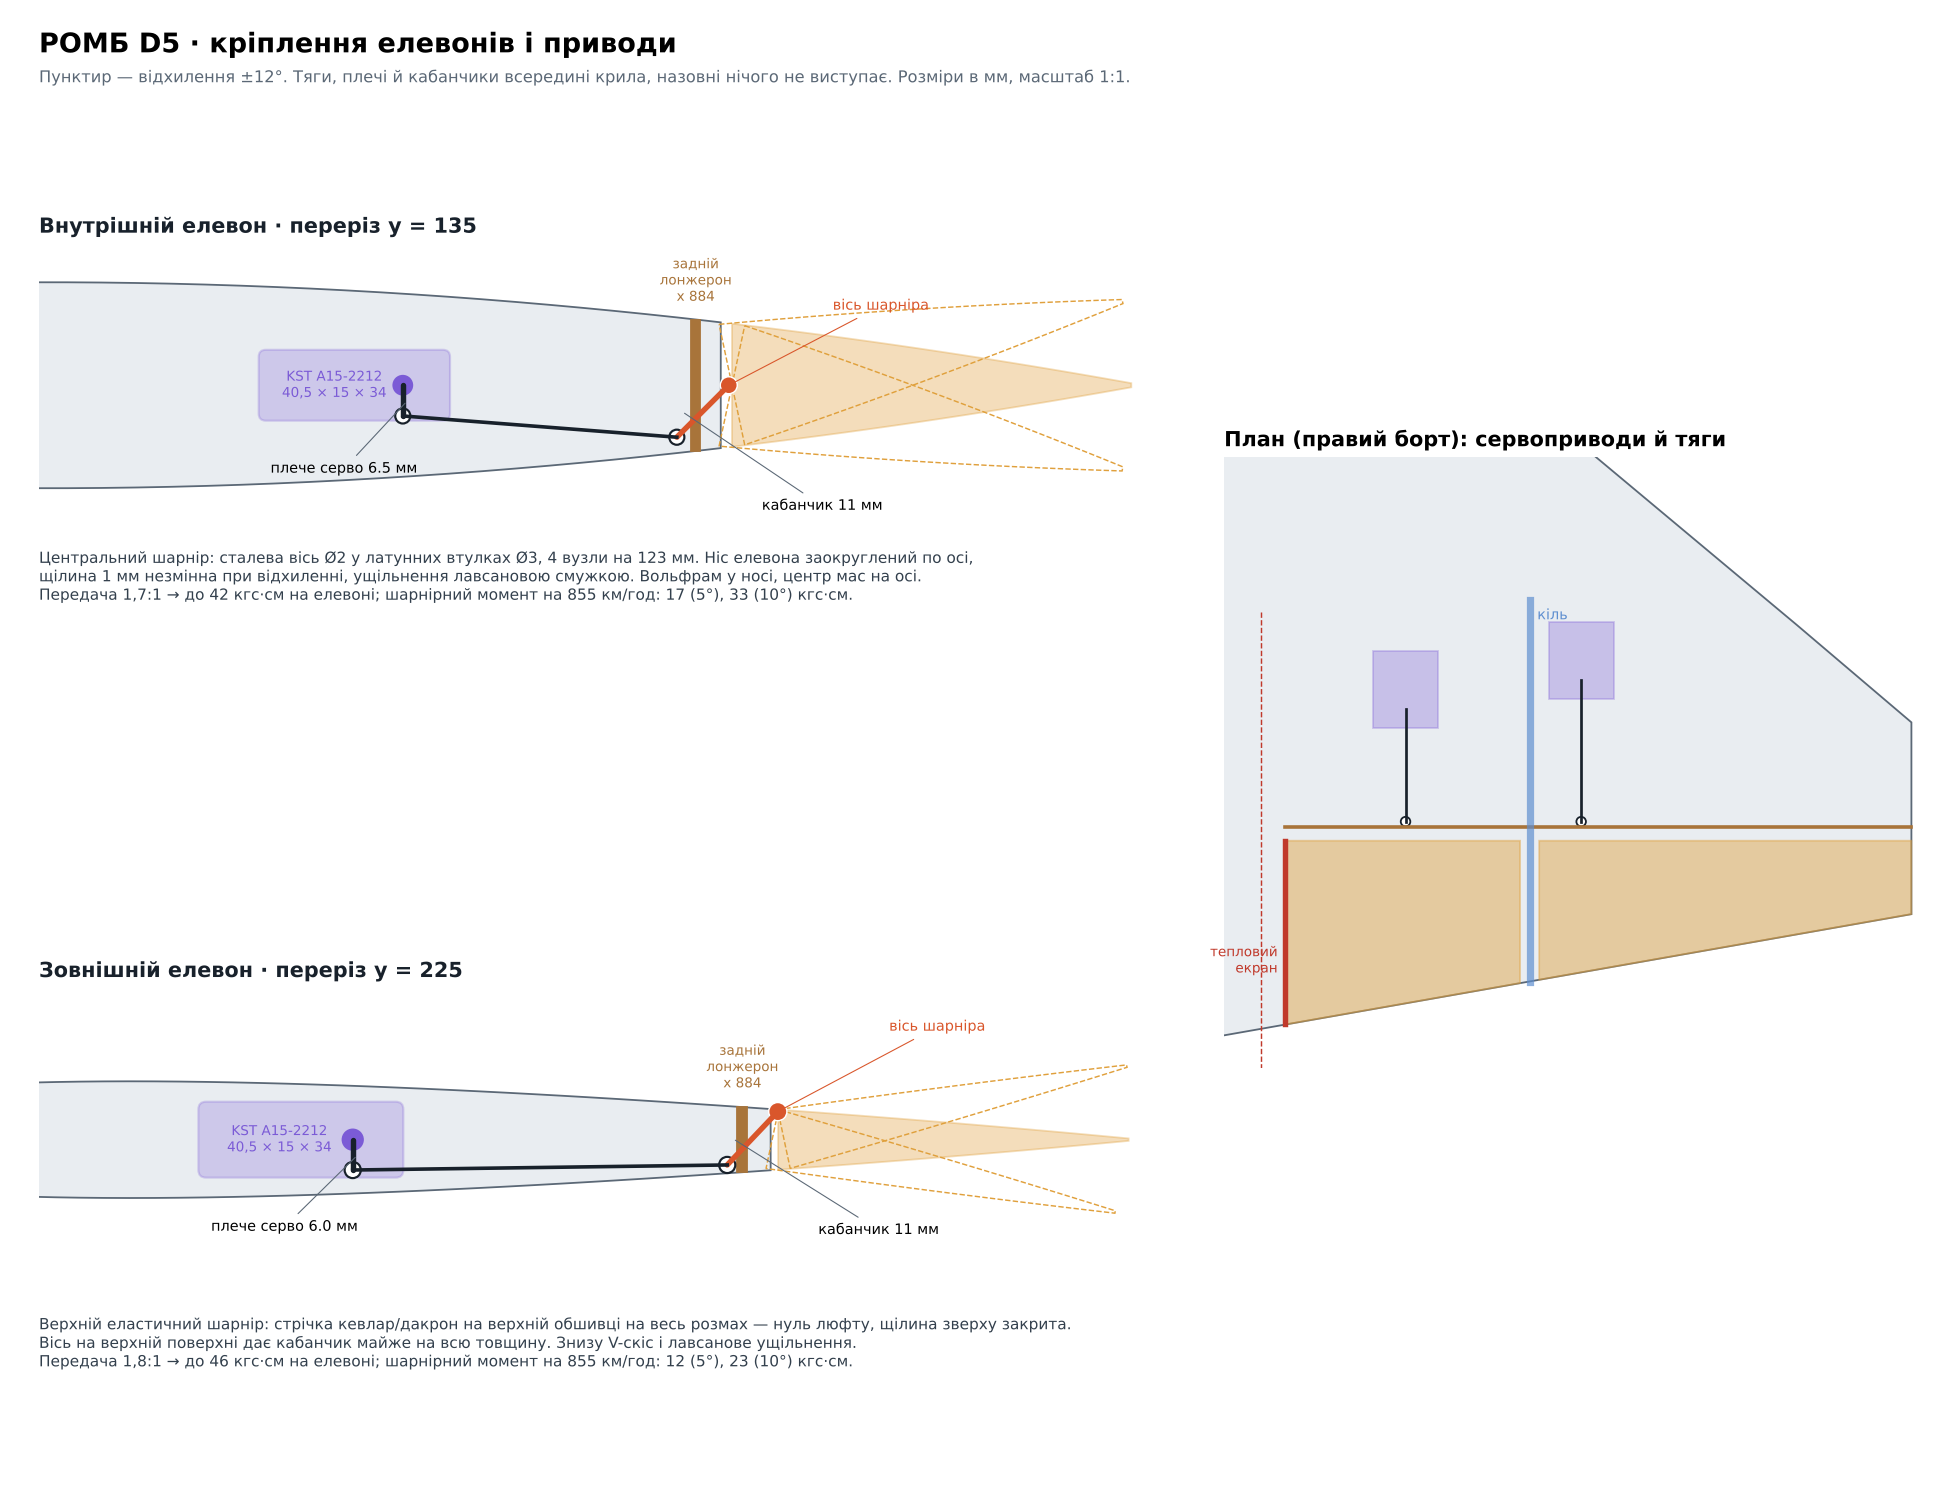 РОМБ D5 · кріплення елевонів і приводи
Пунктир — відхилення ±12°. Тяги, плечі й кабанчики всередині крила, назовні нічого не виступає. Розміри в мм, масштаб 1:1.
Внутрішній елевон · переріз y = 135
задній
лонжерон
x 884
вісь шарніра
KST A15-2212
40,5 × 15 × 34
плече серво 6.5 мм
кабанчик 11 мм
Центральний шарнір: сталева вісь Ø2 у латунних втулках Ø3, 4 вузли на 123 мм. Ніс елевона заокруглений по осі,
щілина 1 мм незмінна при відхиленні, ущільнення лавсановою смужкою. Вольфрам у носі, центр мас на осі.
Передача 1,7:1 → до 42 кгс·см на елевоні; шарнірний момент на 855 км/год: 17 (5°), 33 (10°) кгс·см.
План (правий борт): сервоприводи й тяги
кіль
тепловий
екран
Зовнішній елевон · переріз y = 225
вісь шарніра
задній
лонжерон
x 884
KST A15-2212
40,5 × 15 × 34
плече серво 6.0 мм
кабанчик 11 мм
Верхній еластичний шарнір: стрічка кевлар/дакрон на верхній обшивці на весь розмах — нуль люфту, щілина зверху закрита.
Вісь на верхній поверхні дає кабанчик майже на всю товщину. Знизу V-скіс і лавсанове ущільнення.
Передача 1,8:1 → до 46 кгс·см на елевоні; шарнірний момент на 855 км/год: 12 (5°), 23 (10°) кгс·см.